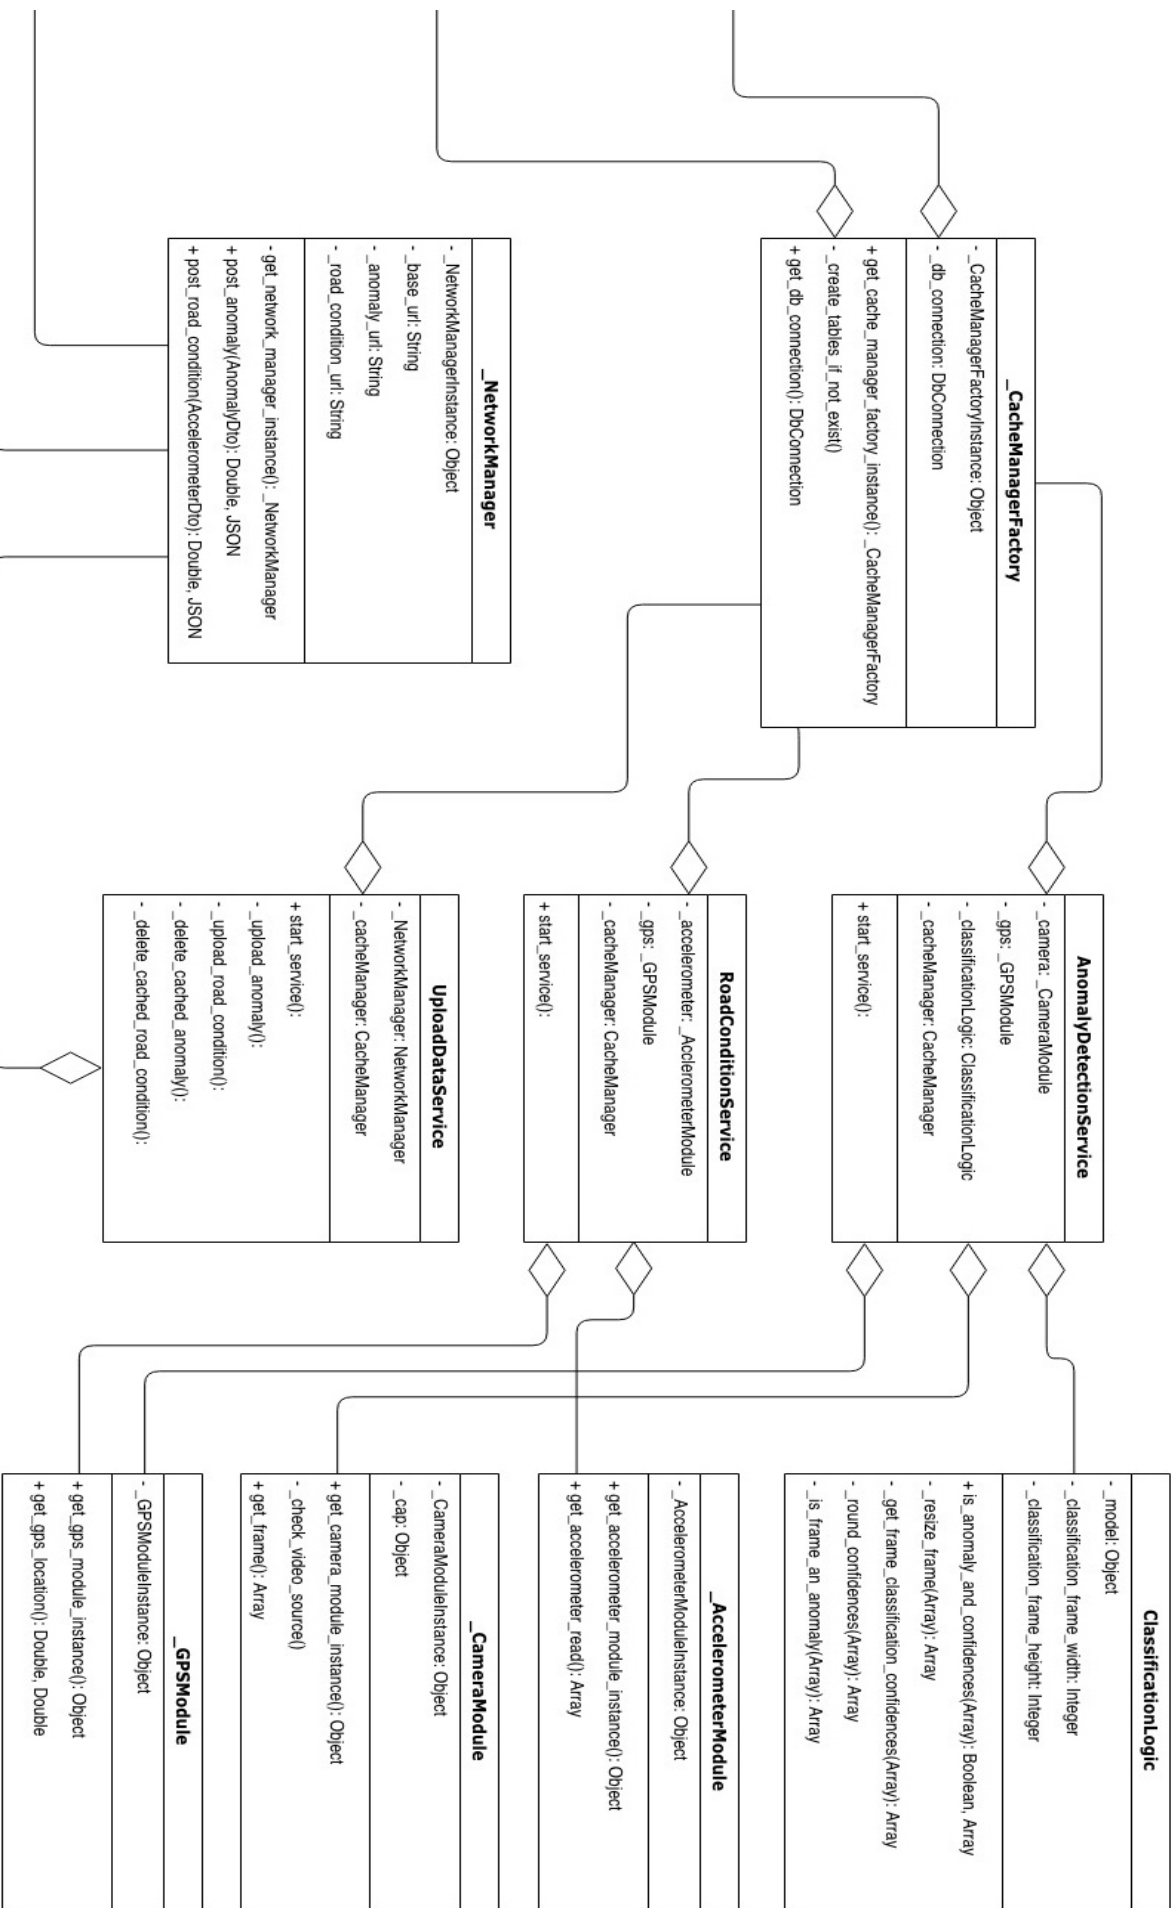 _CacheManagerFactory
- _CacheManagerFactoryInstance: Object
- _db_connection: DbConnection
+ get_cache_manager_factory_instance(): _CacheManagerFactory
- _create_tables_if_not_exist()
+ get_db_connection(): DbConnection
_NetworkManager
- _NetworkManagerInstance: Object
- _base_url: String
- _anomaly_url: String
- _road_condition_url: String
- get_network_manager_instance(): _NetworkManager
+ post_anomaly(AnomalyDto): Double, JSON
+ post_road_condition(AccelerometerDto): Double, JSON
AnomalyDetectionService
- _camera: _CameraModule
- _gps: _GPSModule
- _classificationLogic: ClassificationLogic
- _cacheManager: CacheManager
+ start_service():
RoadConditionService
- _accelerometer: _AcclerometerModule
- _gps: _GPSModule
- _cacheManager: CacheManager
+ start_service():
UploadDataService
- _NetworkManager: NetworkManager
- _cacheManager: CacheManager
+ start_service():
- _upload_anomaly():
- _upload_road_condition():
- _delete_cached_anomaly():
- _delete_cached_road_condition():
ClassificationLogic
- _model: Object
- _classification_frame_width: Integer
- _classification_frame_height: Integer
+ is_anomaly_and_confidences(Array): Boolean, Array
- _resize_frame(Array): Array
- _get_frame_classification_confidences(Array): Array
- _round_confidences(Array): Array
- _is_frame_an_anomaly(Array): Array
_AccelerometerModule
- _AccelerometerModuleInstance: Object
+ get_accelerometer_module_instance(): Object
+ get_accelerometer_read(): Array
_CameraModule
- _CameraModuleInstance: Object
- _cap: Object
+ get_camera_module_instance(): Object
- _check_video_source()
+ get_frame(): Array
_GPSModule
- _GPSModuleInstance: Object
+ get_gps_module_instance(): Object
+ get_gps_location(): Double, Double